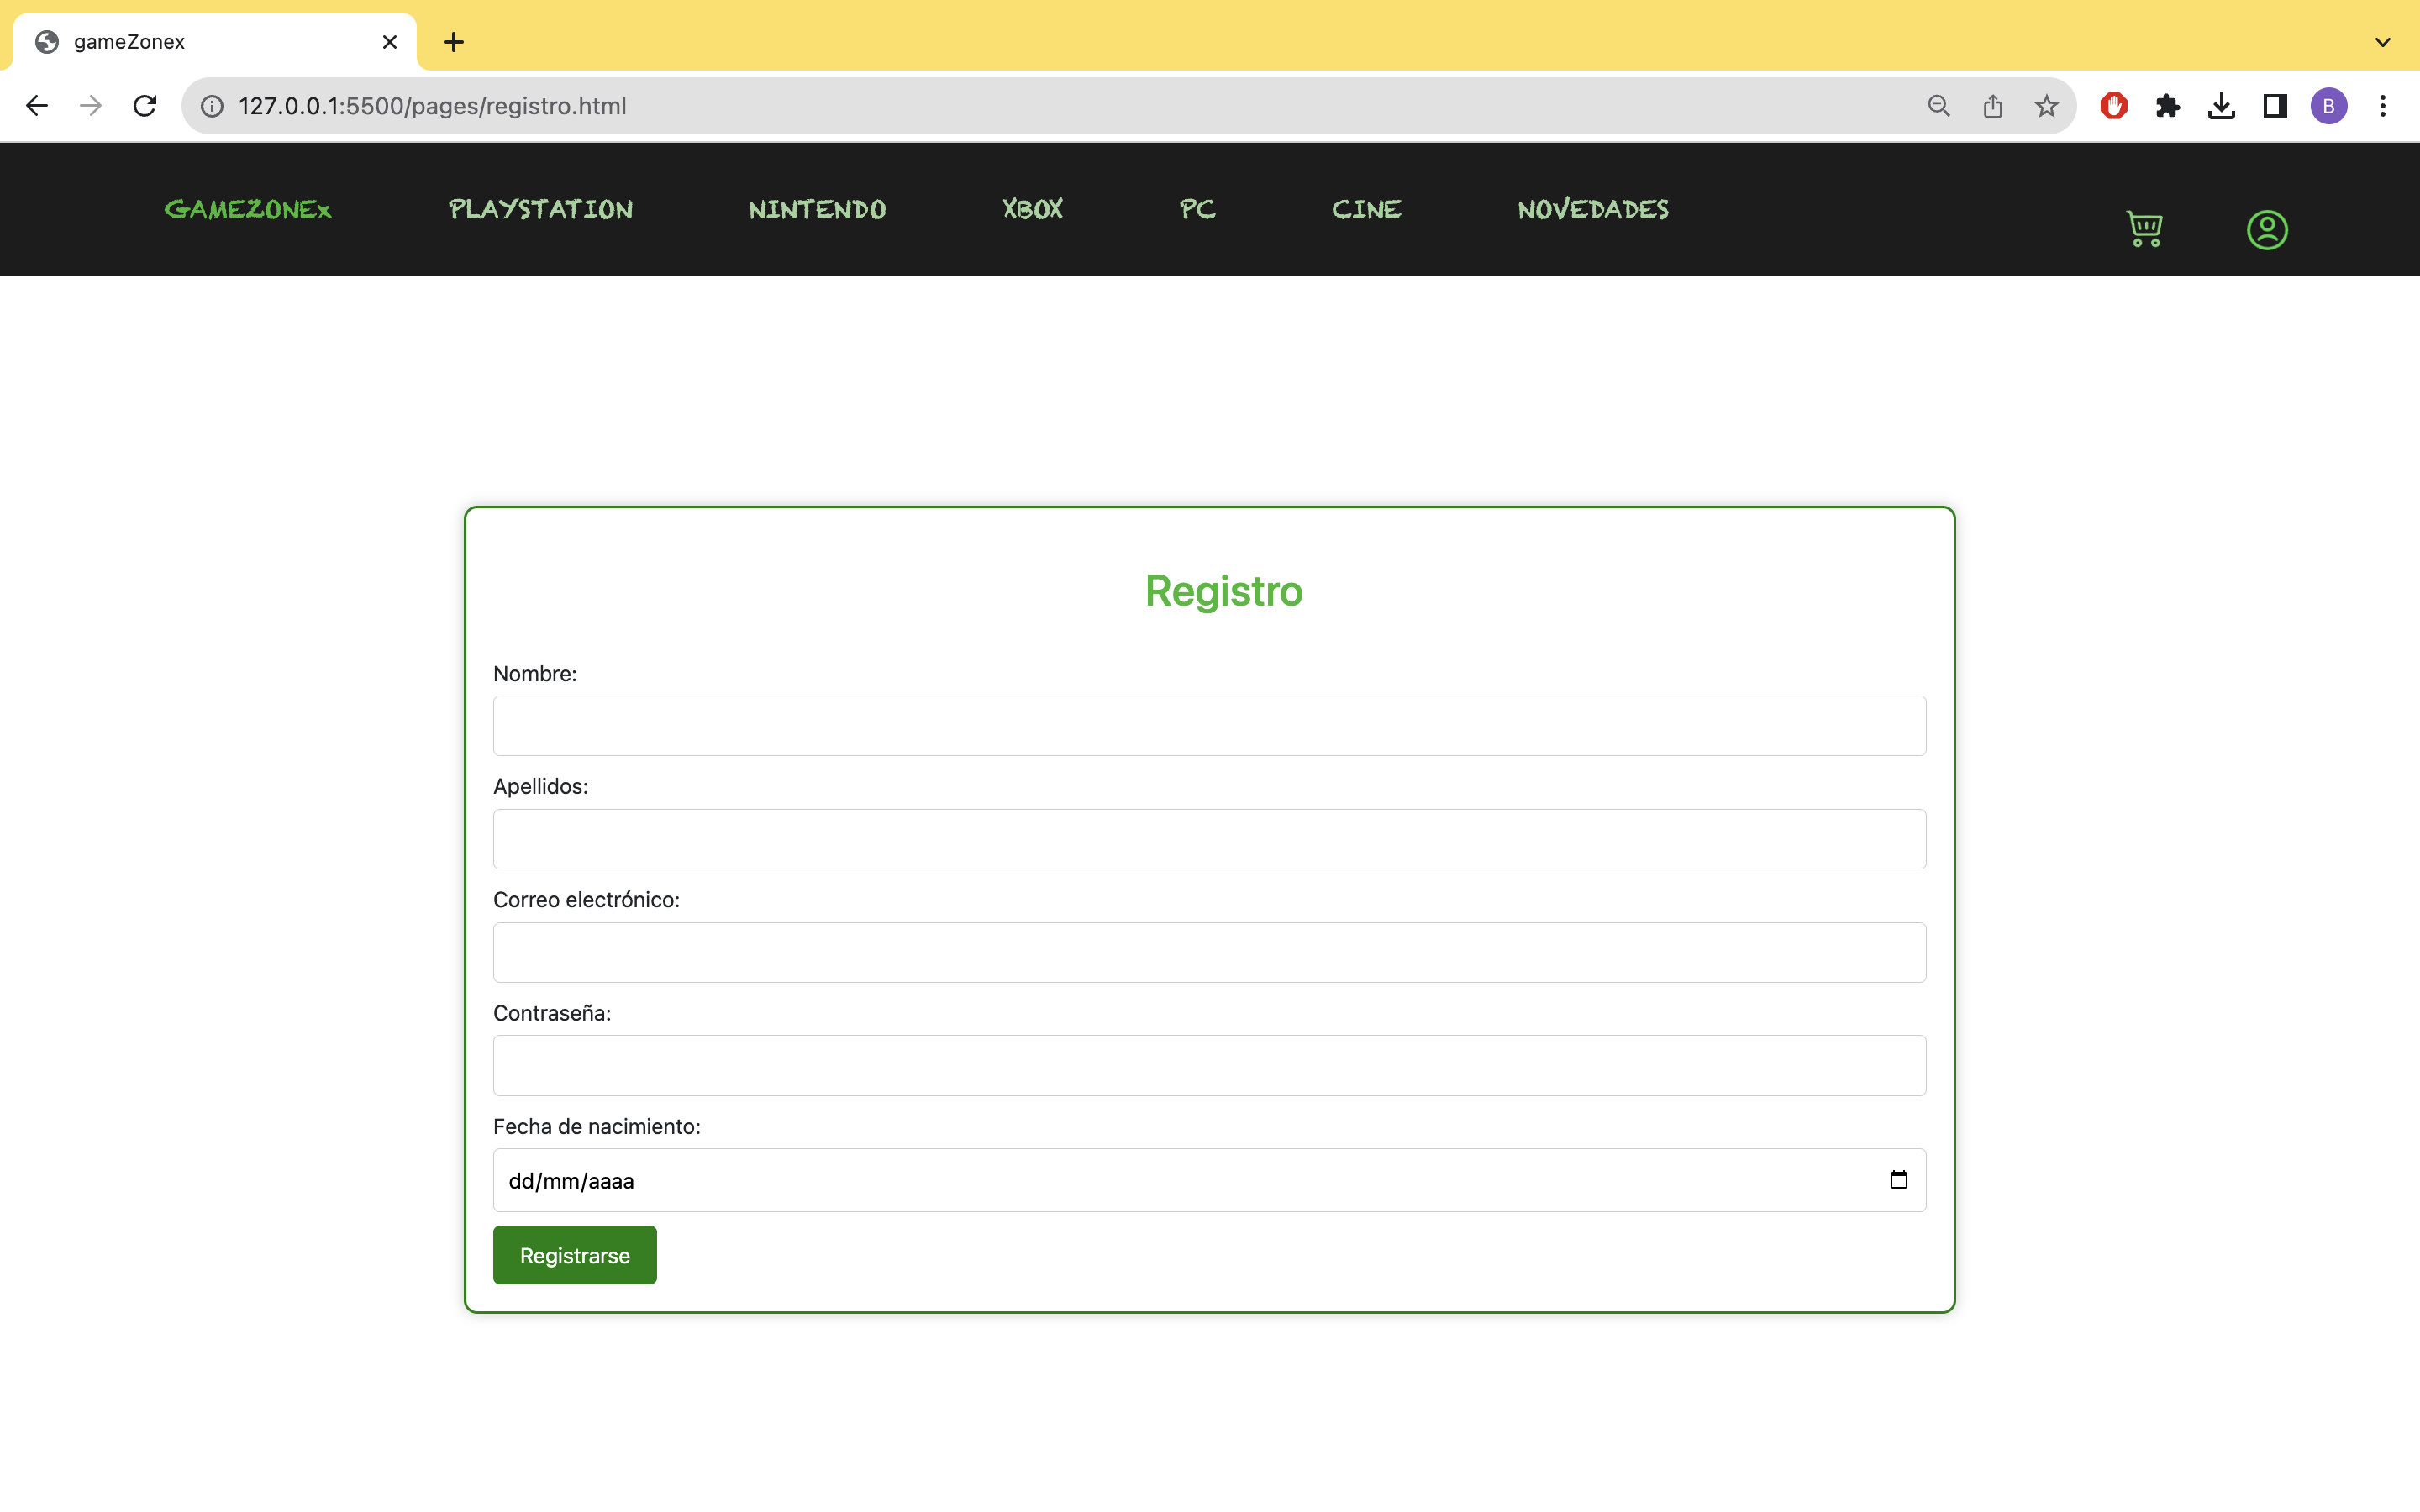 gameZonex
127.0.0.1:5500/pages/registro.html
B
GAMEZONEx PLAYSTATION NINTENDO XBOX PC CINE NOVEDADES
Registro
Nombre:
Apellidos:
Correo electrónico:
Contraseña:
Fecha de nacimiento:
dd/mm/aaaa
Registrarse